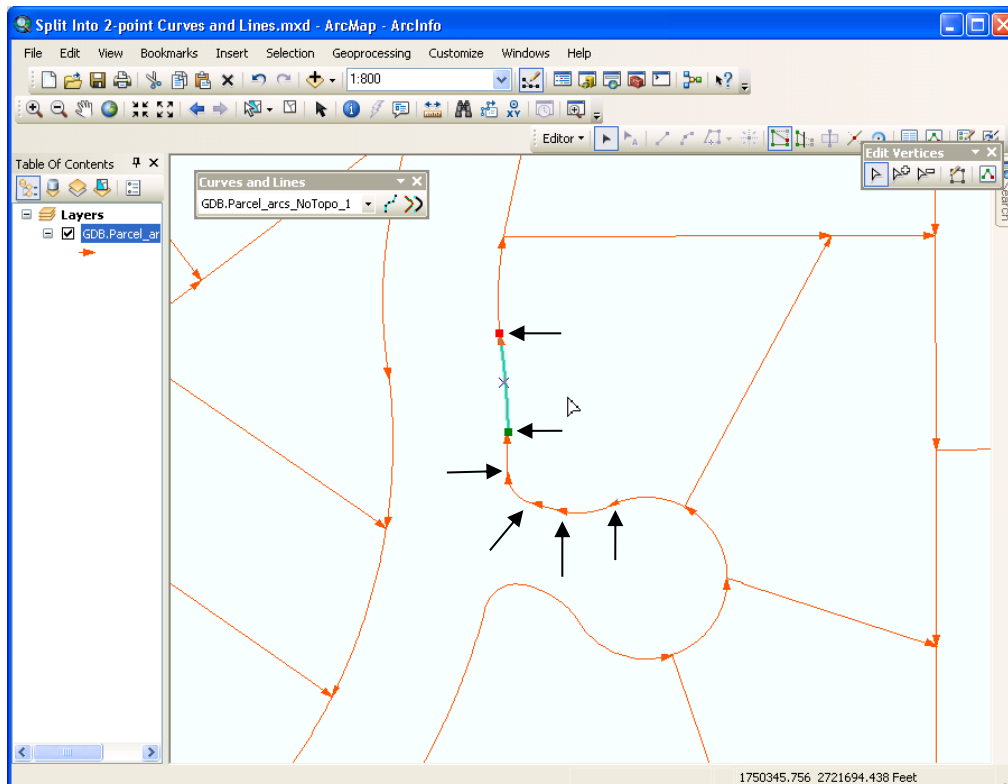 Split Into 2-point Curves and Lines.mxd - ArcMap - ArcInfo
File Edit View Bookmarks Insert Selection Geoprocessing Customize Windows Help
1:800
XY
Editor
Table Of Contents
Edit Vertices
Curves and Lines
GDB.Parcel_arcs_NoTopo_1
Search
Layers
GDB.Parcel_ar
1750345.756 2721694.438 Feet